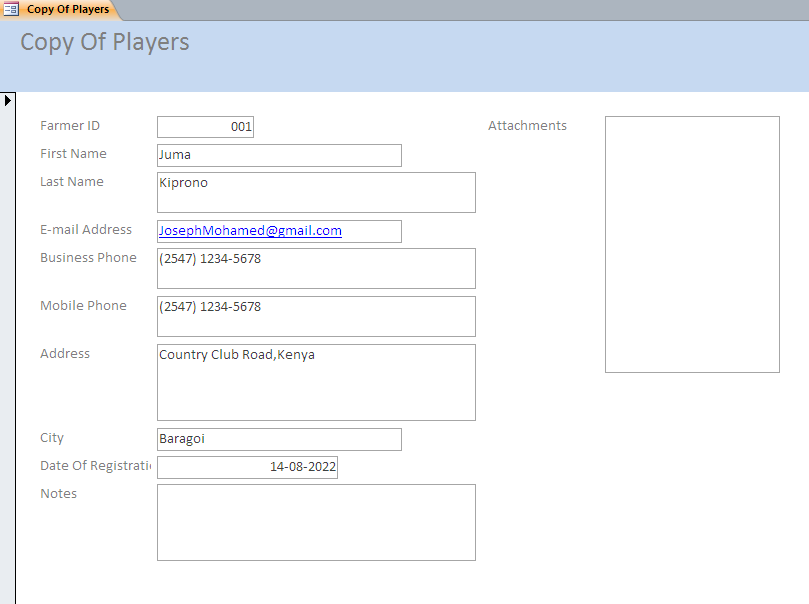 Copy Of Players
Copy Of Players
Farmer ID 001 Attachments
First Name Juma
Last Name Kiprono
E-mail Address JosephMohamed@gmail.com
Business Phone (2547) 1234-5678
Mobile Phone (2547) 1234-5678
Address Country Club Road,Kenya
City Baragoi
Date Of Registratic 14-08-2022
Notes